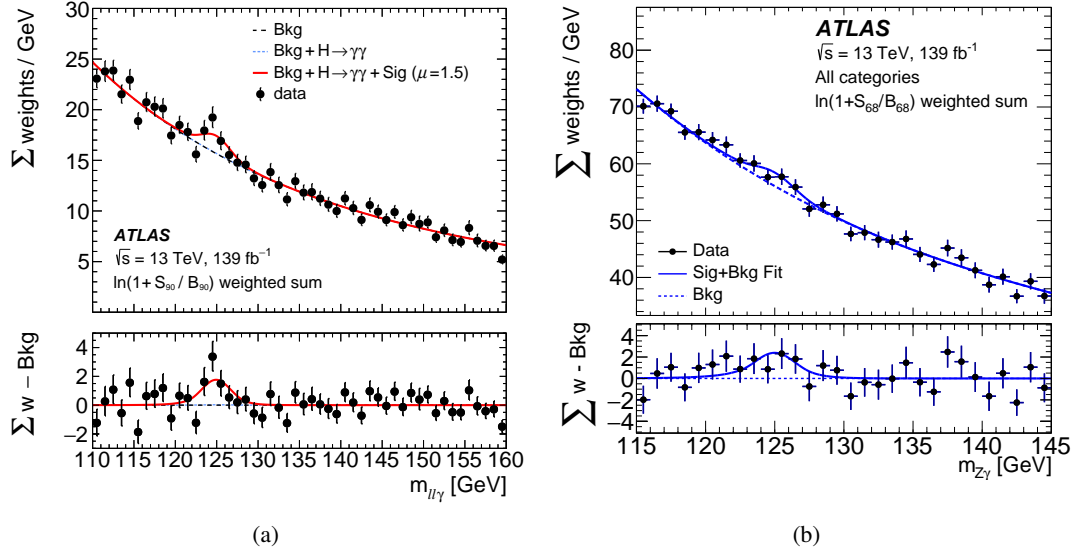 30
25
20
15
10
5
Σ weights / GeV
Bkg
Bkg + H→γγ
Bkg + H→γγ + Sig (μ=1.5)
data
ATLAS
√s = 13 TeV, 139 fb⁻¹
ln(1+ S₉₀ / B₉₀) weighted sum
4
2
0
−2
Σ w − Bkg
110 115 120 125 130 135 140 145 150 155 160
m_llγ [GeV]
(a)
80
70
60
50
40
Σ weights / GeV
ATLAS
√s = 13 TeV, 139 fb⁻¹
All categories
ln(1+S₆₈/B₆₈) weighted sum
Data
Sig+Bkg Fit
Bkg
4
2
0
−2
−4
Σ w - Bkg
115 120 125 130 135 140 145
m_Zγ [GeV]
(b)